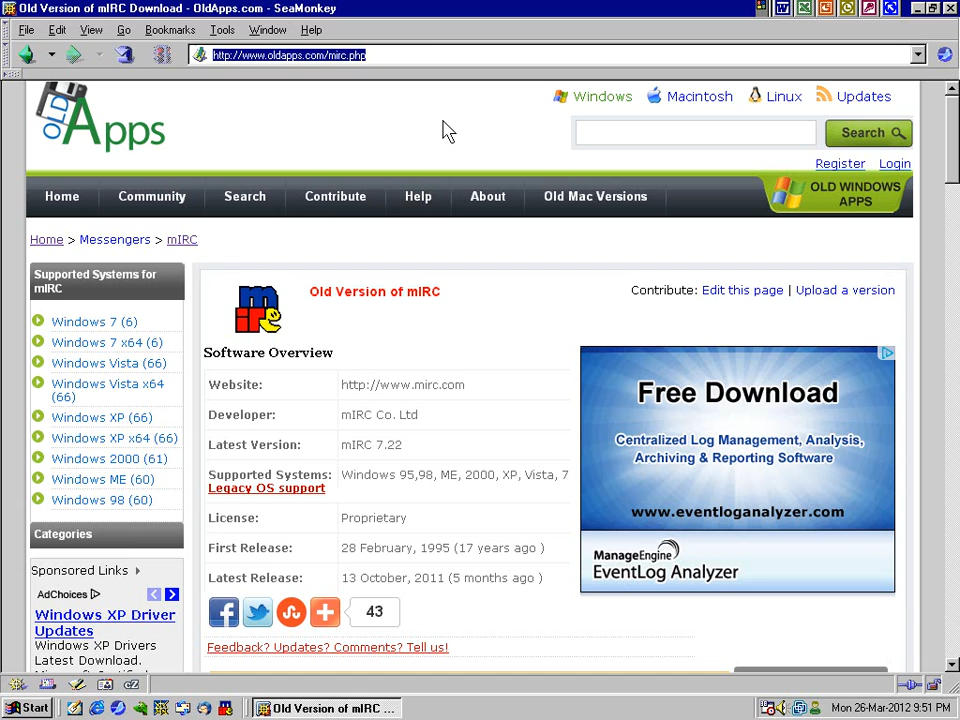 Old Version of mIRC Download - OldApps.com - SeaMonkey
File Edit View Go Bookmarks Tools Window Help
http://www.oldapps.com/mirc.php
OLD Apps
Windows Macintosh Linux Updates
Search
Register Login
Home Community Search Contribute Help About Old Mac Versions
OLD WINDOWS
APPS
Home > Messengers > mIRC
Supported Systems for
mIRC
Windows 7 (6)
Windows 7 x64 (6)
Windows Vista (66)
Windows Vista x64
(66)
Windows XP (66)
Windows XP x64 (66)
Windows 2000 (61)
Windows ME (60)
Windows 98 (60)
Categories
Sponsored Links
AdChoices
Windows XP Driver
Updates
Windows XP Drivers
Latest Download.
mirc
Old Version of mIRC
Contribute: Edit this page | Upload a version
Software Overview
Website: http://www.mirc.com
Developer: mIRC Co. Ltd
Latest Version: mIRC 7.22
Supported Systems: Windows 95,98, ME, 2000, XP, Vista, 7
Legacy OS support
License: Proprietary
First Release: 28 February, 1995 (17 years ago )
Latest Release: 13 October, 2011 (5 months ago )
43
Feedback? Updates? Comments? Tell us!
Free Download
Centralized Log Management, Analysis,
Archiving & Reporting Software
www.eventloganalyzer.com
ManageEngine
EventLog Analyzer
cZ
Start
Old Version of mIRC ...
Mon 26-Mar-2012 9:51 PM